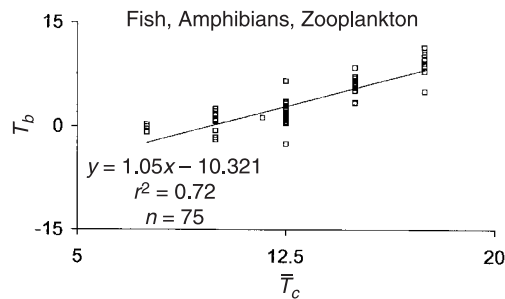 Fish, Amphibians, Zooplankton
15
0
-15
T_b
y = 1.05x – 10.321
r² = 0.72
n = 75
5
12.5
20
T̿_c